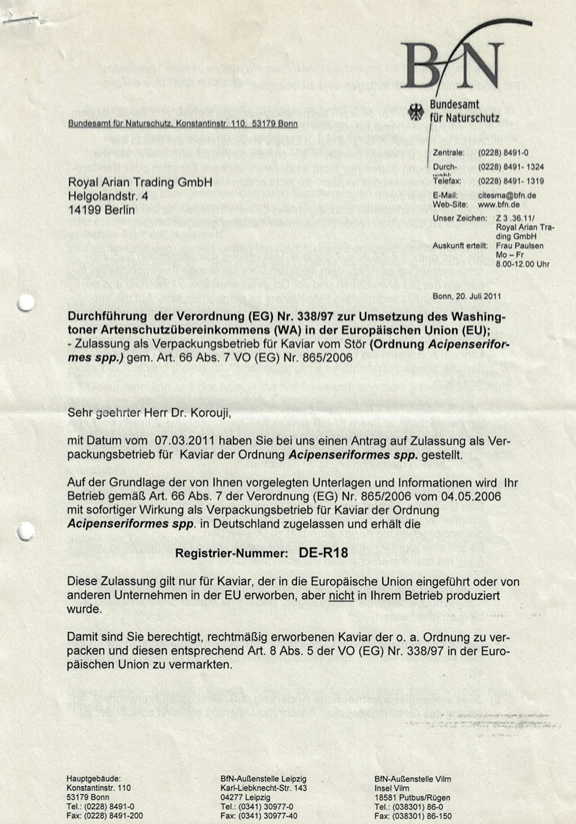 BfN
Bundesamt
für Naturschutz
Bundesamt für Naturschutz, Konstantinstr. 110, 53179 Bonn
Royal Arian Trading GmbH
Helgolandstr. 4
14199 Berlin
Zentrale: (0228) 8491-0
Durch-
wahl (0228) 8491- 1324
Telefax: (0228) 8491- 1319
E-Mail: citesma@bfn.de
Web-Site: www.bfn.de
Unser Zeichen: Z 3 .36.11/
Royal Arian Tra-
ding GmbH
Auskunft erteilt: Frau Paulsen
Mo – Fr
8.00-12.00 Uhr
Bonn, 20. Juli 2011
Durchführung der Verordnung (EG) Nr. 338/97 zur Umsetzung des Washing-
toner Artenschutzübereinkommens (WA) in der Europäischen Union (EU);
- Zulassung als Verpackungsbetrieb für Kaviar vom Stör (Ordnung Acipenserifor-
mes spp.) gem. Art. 66 Abs. 7 VO (EG) Nr. 865/2006
Sehr geehrter Herr Dr. Korouji,
mit Datum vom 07.03.2011 haben Sie bei uns einen Antrag auf Zulassung als Ver-
packungsbetrieb für Kaviar der Ordnung Acipenseriformes spp. gestellt.
Auf der Grundlage der von Ihnen vorgelegten Unterlagen und Informationen wird Ihr
Betrieb gemäß Art. 66 Abs. 7 der Verordnung (EG) Nr. 865/2006 vom 04.05.2006
mit sofortiger Wirkung als Verpackungsbetrieb für Kaviar der Ordnung
Acipenseriformes spp. in Deutschland zugelassen und erhält die
Registrier-Nummer: DE-R18
Diese Zulassung gilt nur für Kaviar, der in die Europäische Union eingeführt oder von
anderen Unternehmen in der EU erworben, aber nicht in Ihrem Betrieb produziert
wurde.
Damit sind Sie berechtigt, rechtmäßig erworbenen Kaviar der o. a. Ordnung zu ver-
packen und diesen entsprechend Art. 8 Abs. 5 der VO (EG) Nr. 338/97 in der Euro-
päischen Union zu vermarkten.
Hauptgebäude:
Konstantinstr. 110
53179 Bonn
Tel.: (0228) 8491-0
Fax: (0228) 8491-200
BfN-Außenstelle Leipzig
Karl-Liebknecht-Str. 143
04277 Leipzig
Tel.: (0341) 30977-0
Fax: (0341) 30977-40
BfN-Außenstelle Vilm
Insel Vilm
18581 Putbus/Rügen
Tel.: (038301) 86-0
Fax: (038301) 86-150